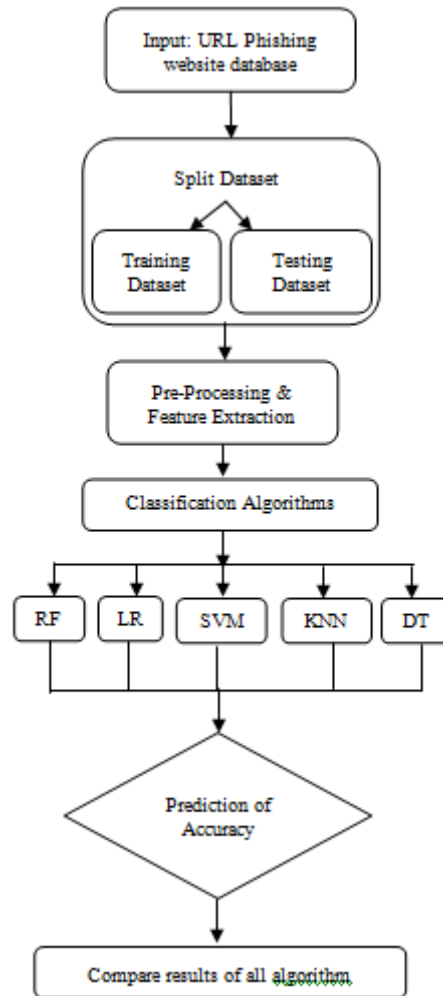 Input: URL Phishing
website database
Split Dataset
Training
Dataset
Testing
Dataset
Pre-Processing &
Feature Extraction
Classification Algorithms
RF
LR
SVM
KNN
DT
Prediction of
Accuracy
Compare results of all algorithm